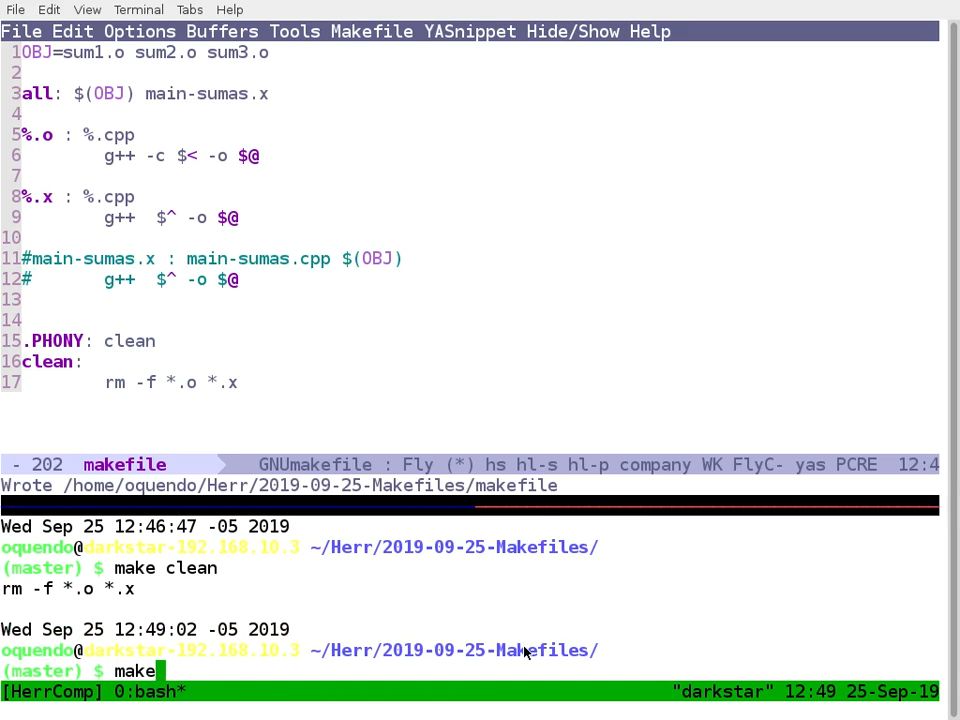 File Edit View Terminal Tabs Help
File Edit Options Buffers Tools Makefile YASnippet Hide/Show Help
1 OBJ=sum1.o sum2.o sum3.o
2
3 all: $(OBJ) main-sumas.x
4
5 %.o : %.cpp
6         g++ -c $< -o $@
7
8 %.x : %.cpp
9         g++  $^ -o $@
10
11 #main-sumas.x : main-sumas.cpp $(OBJ)
12 #       g++  $^ -o $@
13
14
15 .PHONY: clean
16 clean:
17         rm -f *.o *.x
- 202  makefile         GNUmakefile : Fly (*) hs hl-s hl-p company WK FlyC- yas PCRE  12:4
Wrote /home/oquendo/Herr/2019-09-25-Makefiles/makefile
Wed Sep 25 12:46:47 -05 2019
oquendo@darkstar-192.168.10.3 ~/Herr/2019-09-25-Makefiles/
(master) $ make clean
rm -f *.o *.x
Wed Sep 25 12:49:02 -05 2019
oquendo@darkstar-192.168.10.3 ~/Herr/2019-09-25-Makefiles/
(master) $ make
[HerrComp] 0:bash* "darkstar" 12:49 25-Sep-19